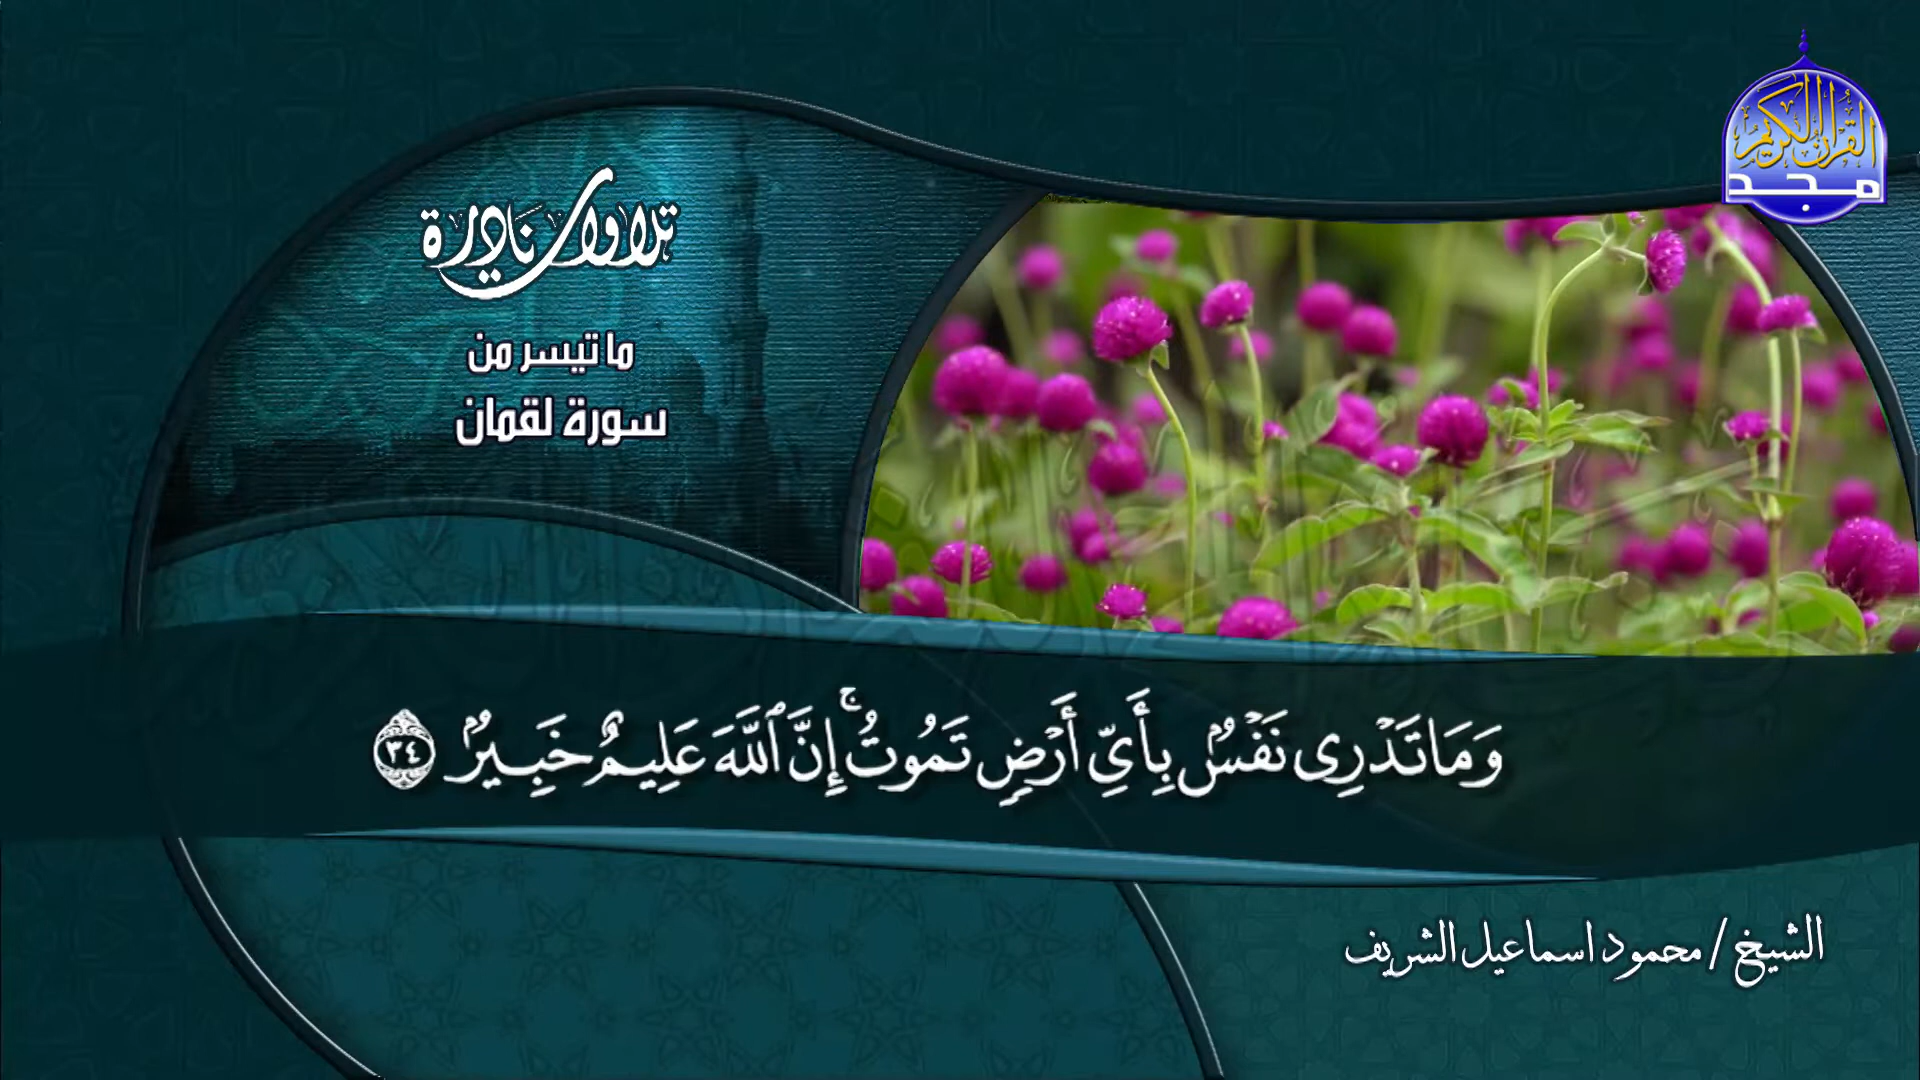 القرآن الكريم
مجد
تلاوات نادرة
ما تيسر من
سورة لقمان
وَمَا تَدْرِى نَفْسٌۢ بِأَىِّ أَرْضٍ تَمُوتُ ۚ إِنَّ ٱللَّهَ عَلِيمٌ خَبِيرٌۢ ٣٤
الشيخ / محمود اسماعيل الشريف